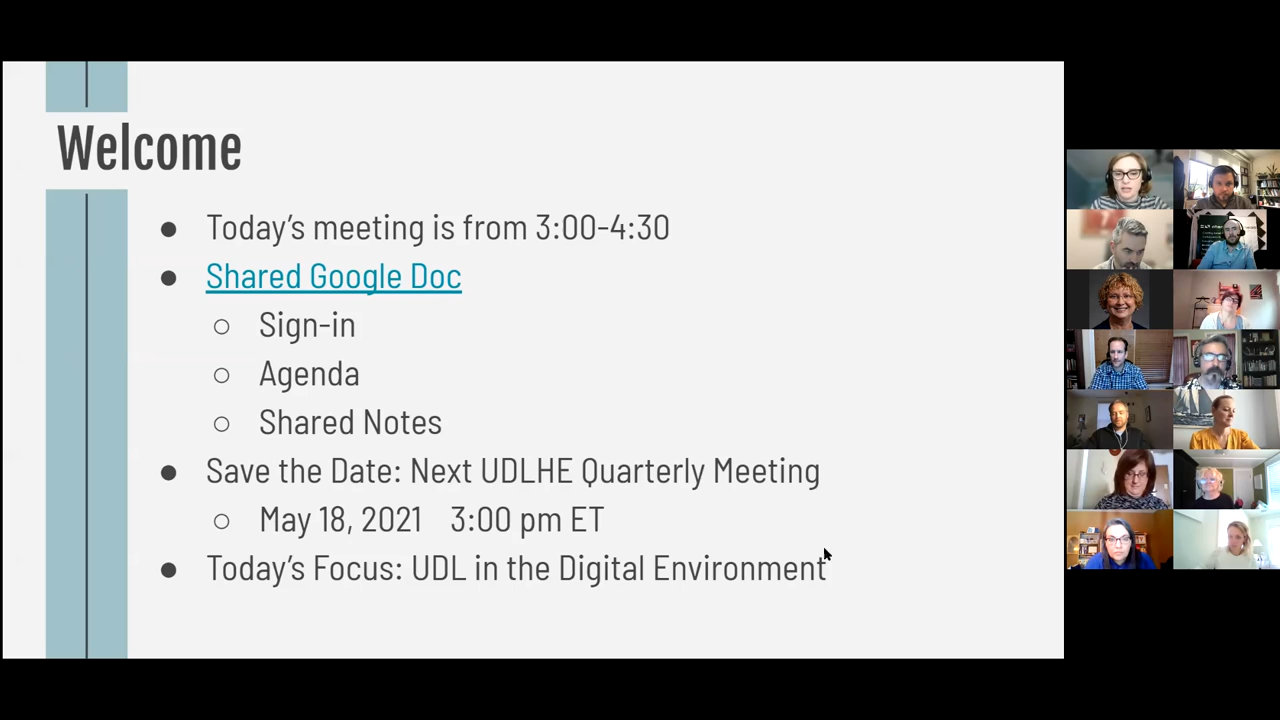 Welcome
● Today's meeting is from 3:00-4:30
● Shared Google Doc
○ Sign-in
○ Agenda
○ Shared Notes
● Save the Date: Next UDLHE Quarterly Meeting
○ May 18, 2021 3:00 pm ET
● Today's Focus: UDL in the Digital Environment